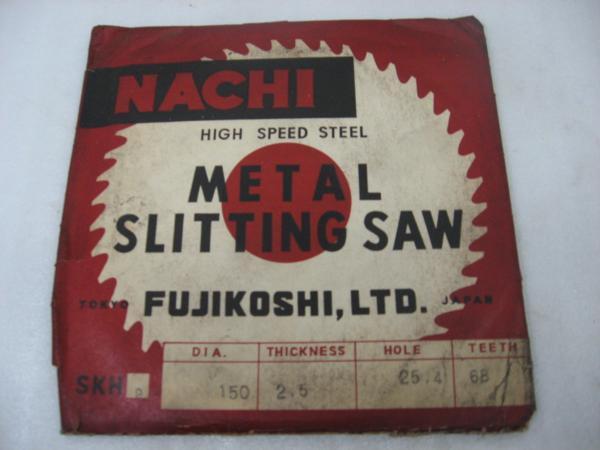 NACHI
HIGH SPEED STEEL
METAL
SLITTING SAW
TOKYO FUJIKOSHI, LTD. JAPAN
DIA. THICKNESS HOLE TEETH
SKH 150 2.5 25.4 68